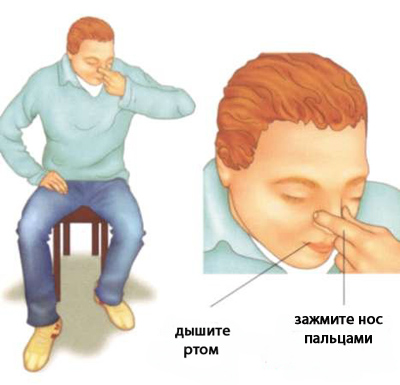 дышите
ртом
зажмите нос
пальцами